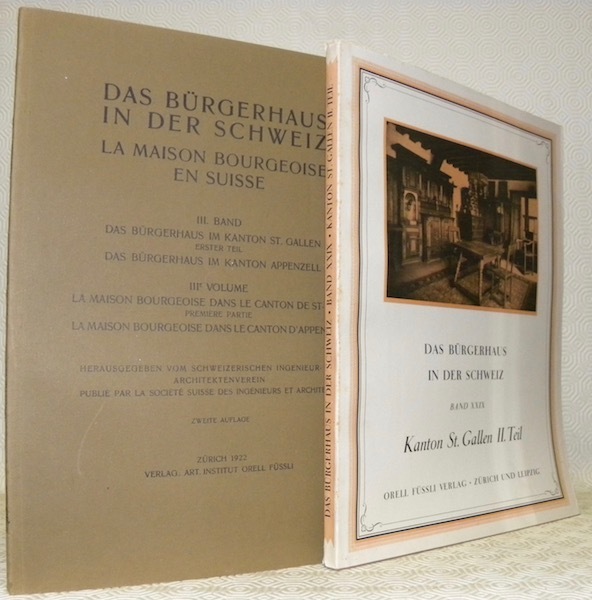 DAS BÜRGERHAUS
IN DER SCHWEIZ
LA MAISON BOURGEOISE
EN SUISSE
III. BAND
DAS BÜRGERHAUS IM KANTON ST. GALLEN
ERSTER TEIL
DAS BÜRGERHAUS IM KANTON APPENZELL
IIIe VOLUME
LA MAISON BOURGEOISE DANS LE CANTON DE ST
PREMIÈRE PARTIE
LA MAISON BOURGEOISE DANS LE CANTON D'APPEN
HERAUSGEGEBEN VOM SCHWEIZERISCHEN INGENIEUR-
ARCHITEKTENVEREIN
PUBLIÉ PAR LA SOCIÉTÉ SUISSE DES INGÉNIEURS ET ARCHIT
ZWEITE AUFLAGE
ZÜRICH 1922
VERLAG, ART. INSTITUT ORELL FÜSSLI
DAS BÜRGERHAUS IN DER SCHWEIZ · BAND XXIX · KANTON ST. GALLEN II. TEIL
DAS BÜRGERHAUS
IN DER SCHWEIZ
BAND XXIX
Kanton St. Gallen II. Teil
ORELL FÜSSLI VERLAG · ZÜRICH UND LEIPZIG